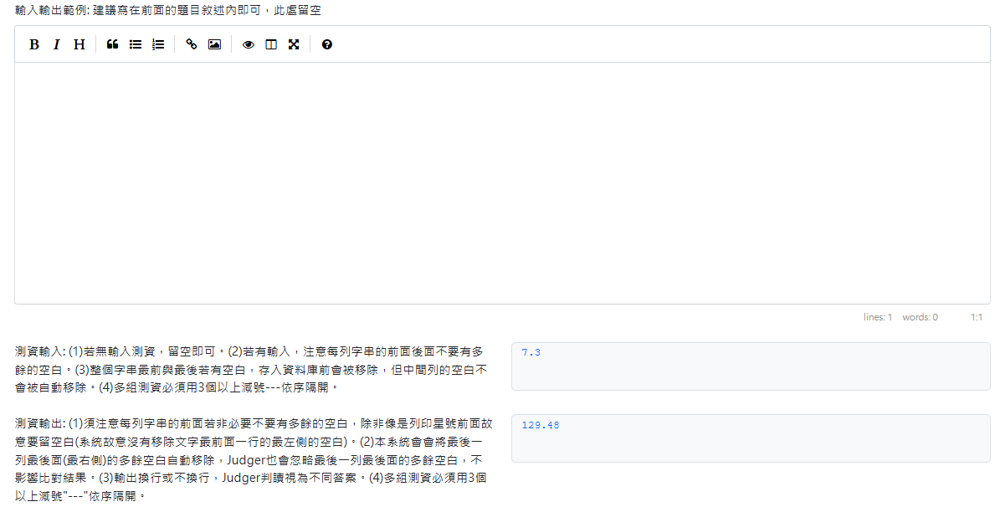 輸入輸出範例: 建議寫在前面的題目敘述內即可，此處留空
B I H
lines: 1 words: 0 1:1
測資輸入: (1)若無輸入測資，留空即可。(2)若有輸入，注意每列字串的前面後面不要有多
餘的空白。(3)整個字串最前與最後若有空白，存入資料庫前會被移除，但中間列的空白不
會被自動移除。(4)多組測資必須用3個以上減號---依序隔開。
7.3
測資輸出: (1)須注意每列字串的前面若非必要不要有多餘的空白，除非像是列印星號前面故
意要留空白(系統故意沒有移除文字最前面一行的最左側的空白)。(2)本系統會會將最後一
列最後面(最右側)的多餘空白自動移除，Judger也會忽略最後一列最後面的多餘空白，不
影響比對結果。(3)輸出換行或不換行，Judger判讀視為不同答案。(4)多組測資必須用3個
以上減號"---"依序隔開。
129.48